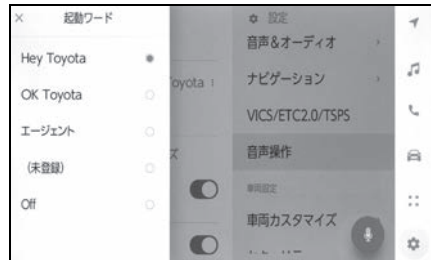 × 起動ワード
Hey Toyota
OK Toyota
エージェント
(未登録)
Off
oyota
ズ
設定
音声&オーディオ
ナビゲーション
VICS/ETC2.0/TSPS
音声操作
車両設定
車両カスタマイズ